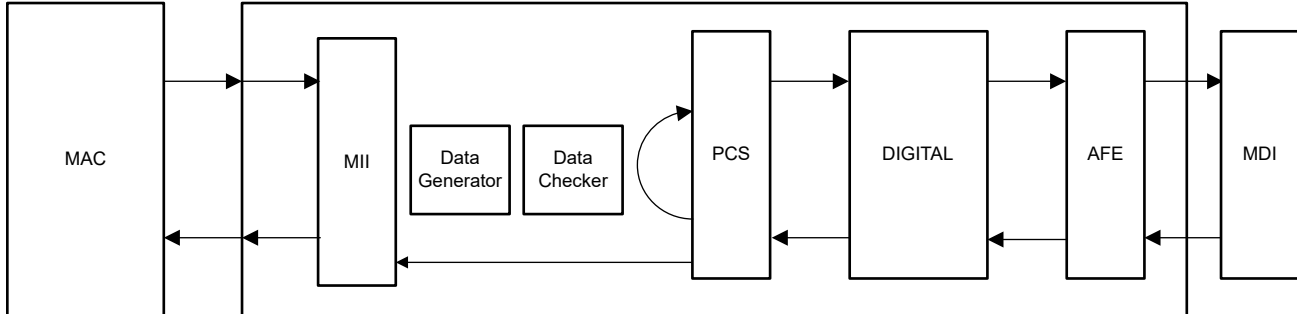 MAC
MII
Data
Generator
Data
Checker
PCS
DIGITAL
AFE
MDI